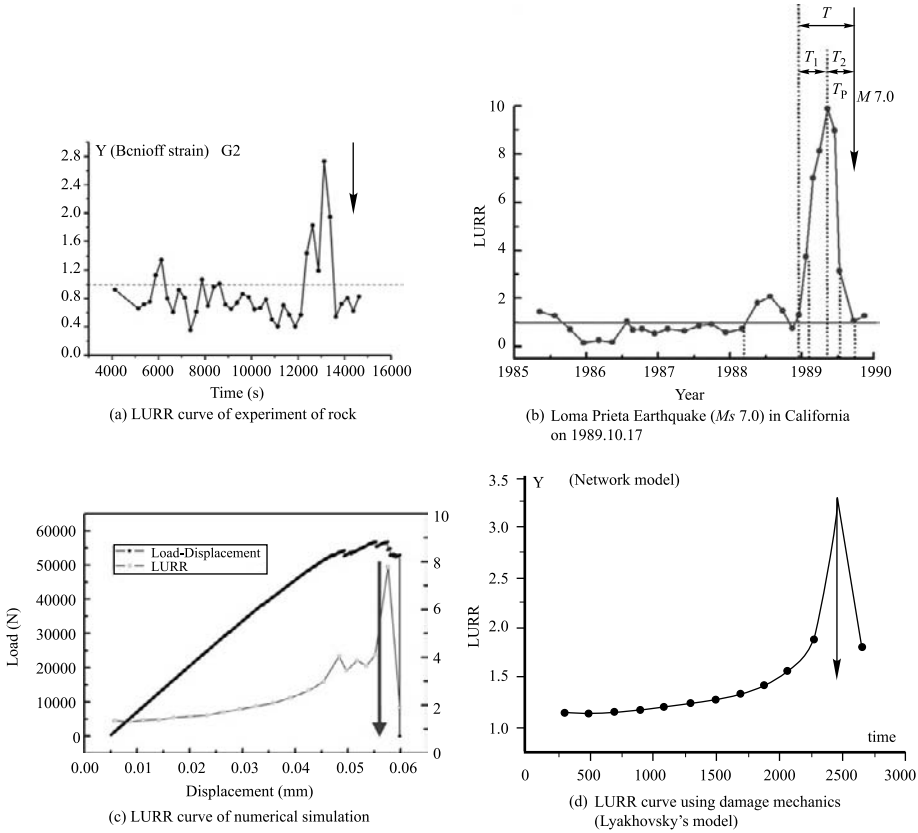 Y (Bcnioff strain) G2
2.8
2.4
2.0
1.6
1.2
0.8
0.4
0.0
4000 6000 8000 10000 12000 14000 16000
Time (s)
(a) LURR curve of experiment of rock
T
T1 T2
TP
M 7.0
LURR
10
8
6
4
2
0
1985 1986 1987 1988 1989 1990
Year
(b) Loma Prieta Earthquake (Ms 7.0) in California
on 1989.10.17
Load (N)
60000
50000
40000
30000
20000
10000
0
Load-Displacement
LURR
10
8
6
4
2
0
0.00 0.01 0.02 0.03 0.04 0.05 0.06
Displacement (mm)
(c) LURR curve of numerical simulation
Y (Network model)
LURR
3.5
3.0
2.5
2.0
1.5
1.0
time
0 500 1000 1500 2000 2500 3000
(d) LURR curve using damage mechanics
(Lyakhovsky's model)